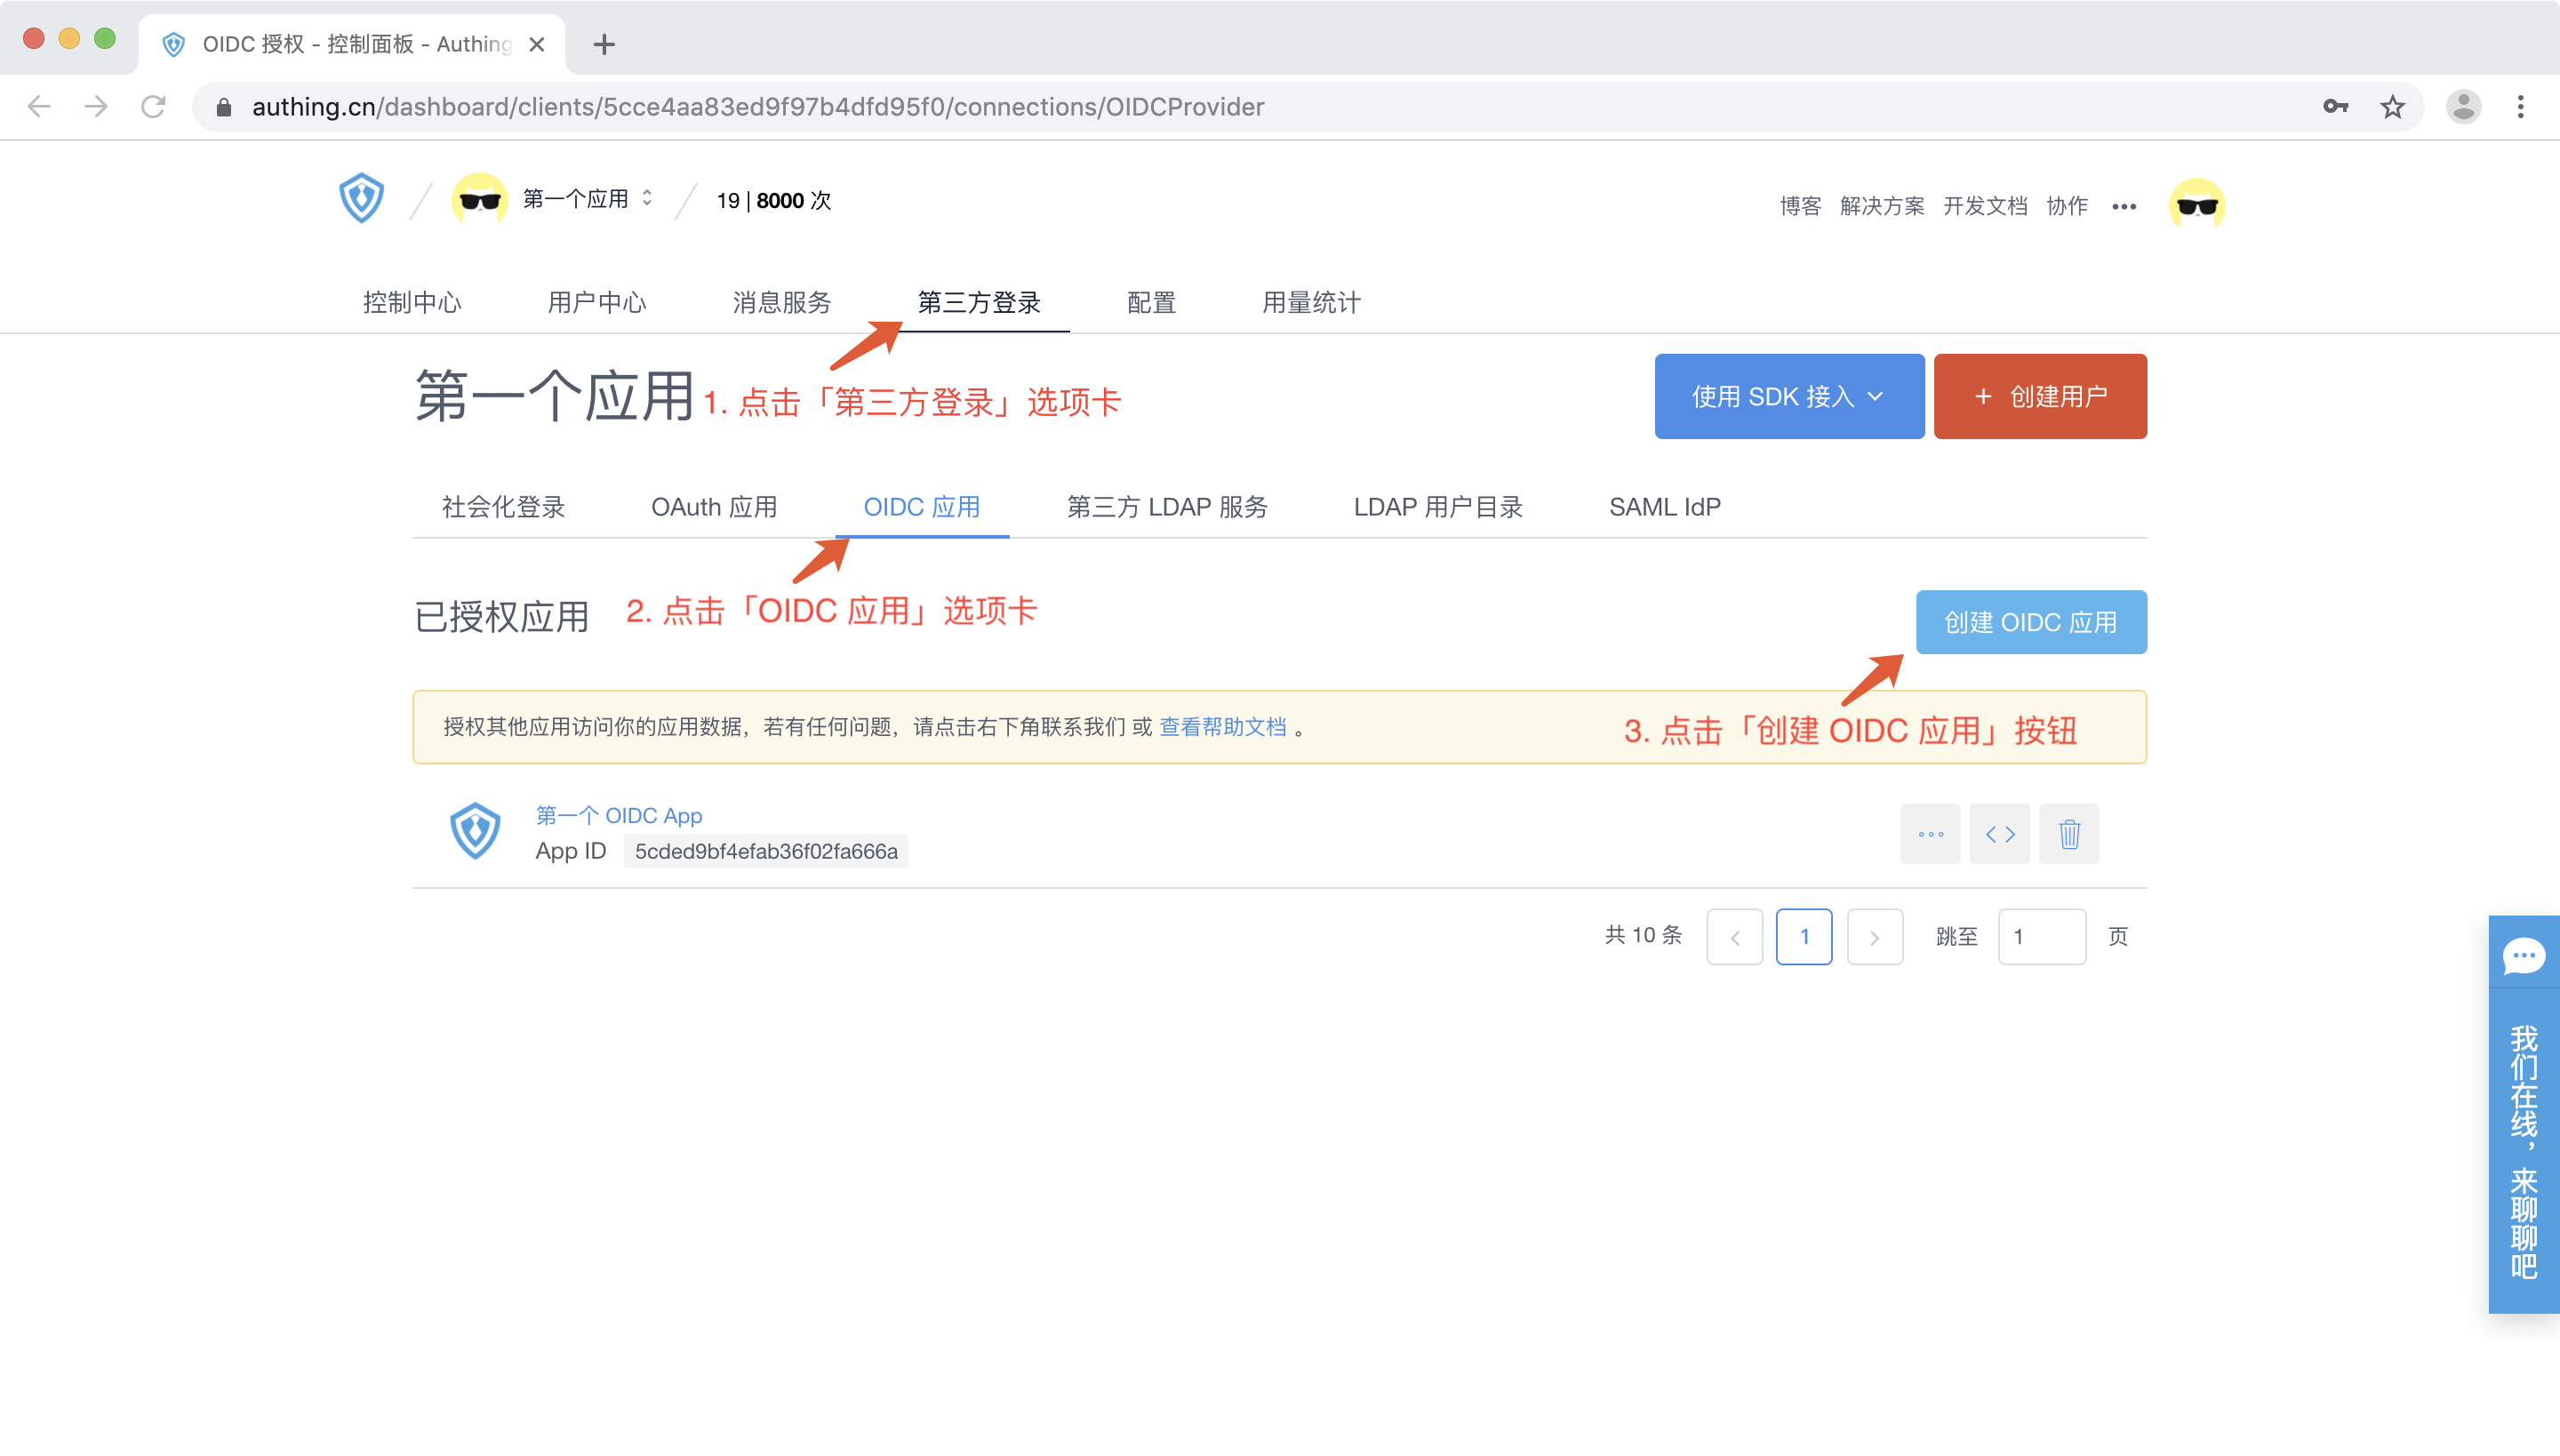 OIDC 授权 - 控制面板 - Authing
authing.cn/dashboard/clients/5cce4aa83ed9f97b4dfd95f0/connections/OIDCProvider
第一个应用 19 | 8000 次 博客 解决方案 开发文档 协作
控制中心 用户中心 消息服务 第三方登录 配置 用量统计
第一个应用 1. 点击「第三方登录」选项卡 使用 SDK 接入 + 创建用户
社会化登录 OAuth 应用 OIDC 应用 第三方 LDAP 服务 LDAP 用户目录 SAML IdP
已授权应用 2. 点击「OIDC 应用」选项卡 创建 OIDC 应用
授权其他应用访问你的应用数据，若有任何问题，请点击右下角联系我们 或 查看帮助文档 。 3. 点击「创建 OIDC 应用」按钮
第一个 OIDC App
App ID 5cded9bf4efab36f02fa666a
共 10 条 < 1 > 跳至 1 页
我们在线，来聊聊吧